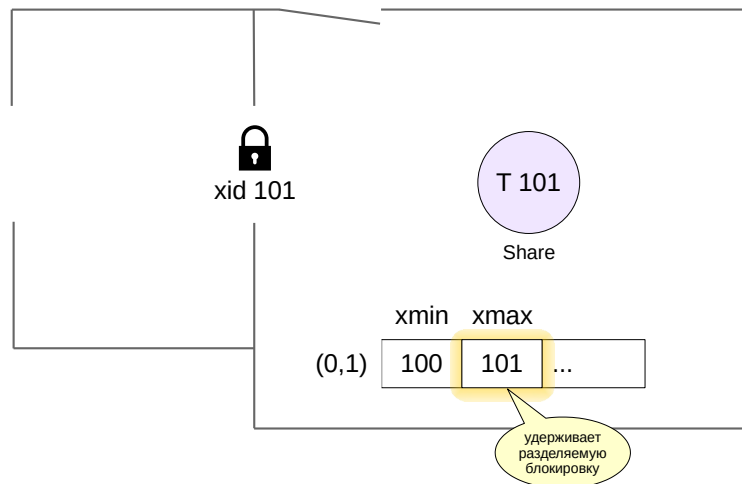 xid 101
T 101
Share
xmin xmax
(0,1) 100 101 ...
удерживает
разделяемую
блокировку